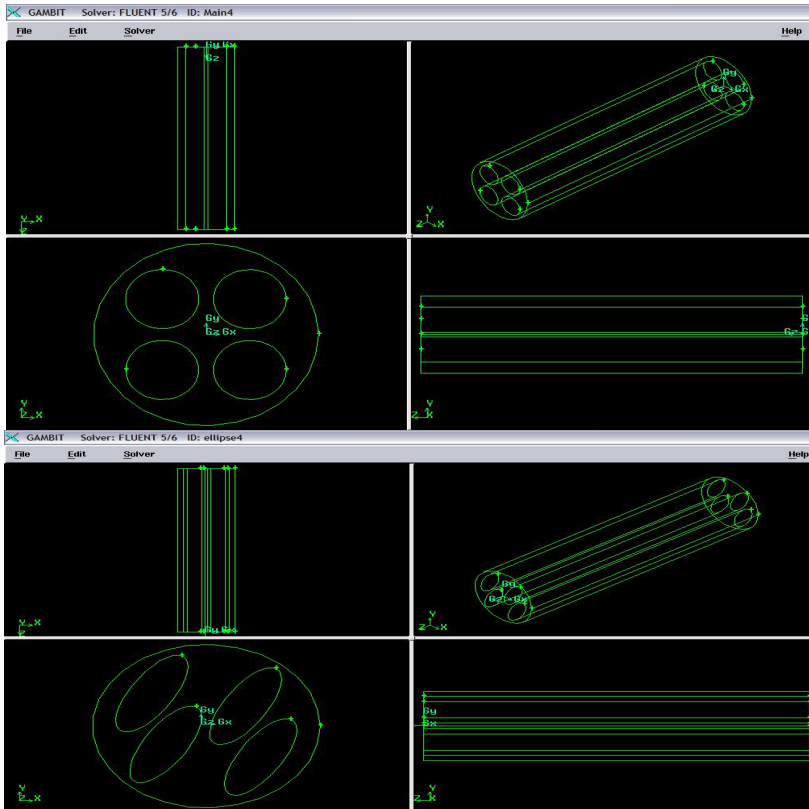 GAMBIT Solver: FLUENT 5/6 ID: Main4
File Edit Solver Help
Gy Gx
Gz
Y X
Z
Gy
Gz Gx
Y
Z X
Gy
Gz Gx
Y
Z X
G
Gz G
Y
Z X
GAMBIT Solver: FLUENT 5/6 ID: ellipse4
File Edit Solver Help
Gy Gx
Y X
Z
Gy
Gz Gx
Y
Z X
Gy
Gz Gx
Y
Z X
Gy
Gx
Y
Z